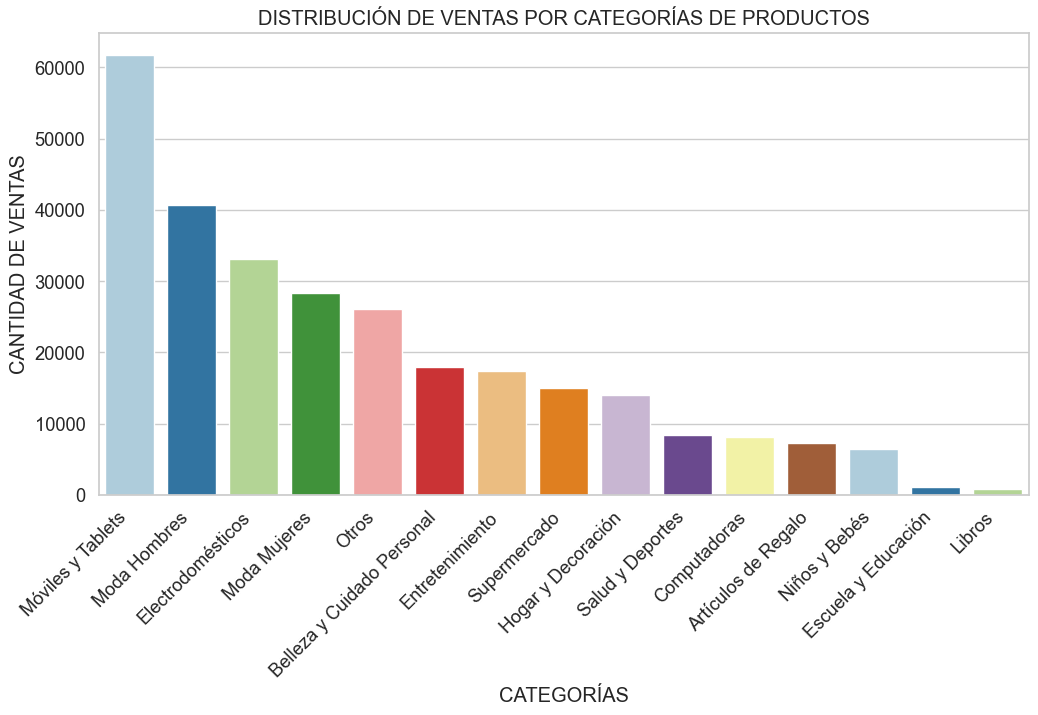 DISTRIBUCIÓN DE VENTAS POR CATEGORÍAS DE PRODUCTOS
CANTIDAD DE VENTAS
60000
50000
40000
30000
20000
10000
0
Móviles y Tablets
Moda Hombres
Electrodomésticos
Moda Mujeres
Otros
Belleza y Cuidado Personal
Entretenimiento
Supermercado
Hogar y Decoración
Salud y Deportes
Computadoras
Artículos de Regalo
Niños y Bebés
Escuela y Educación
Libros
CATEGORÍAS